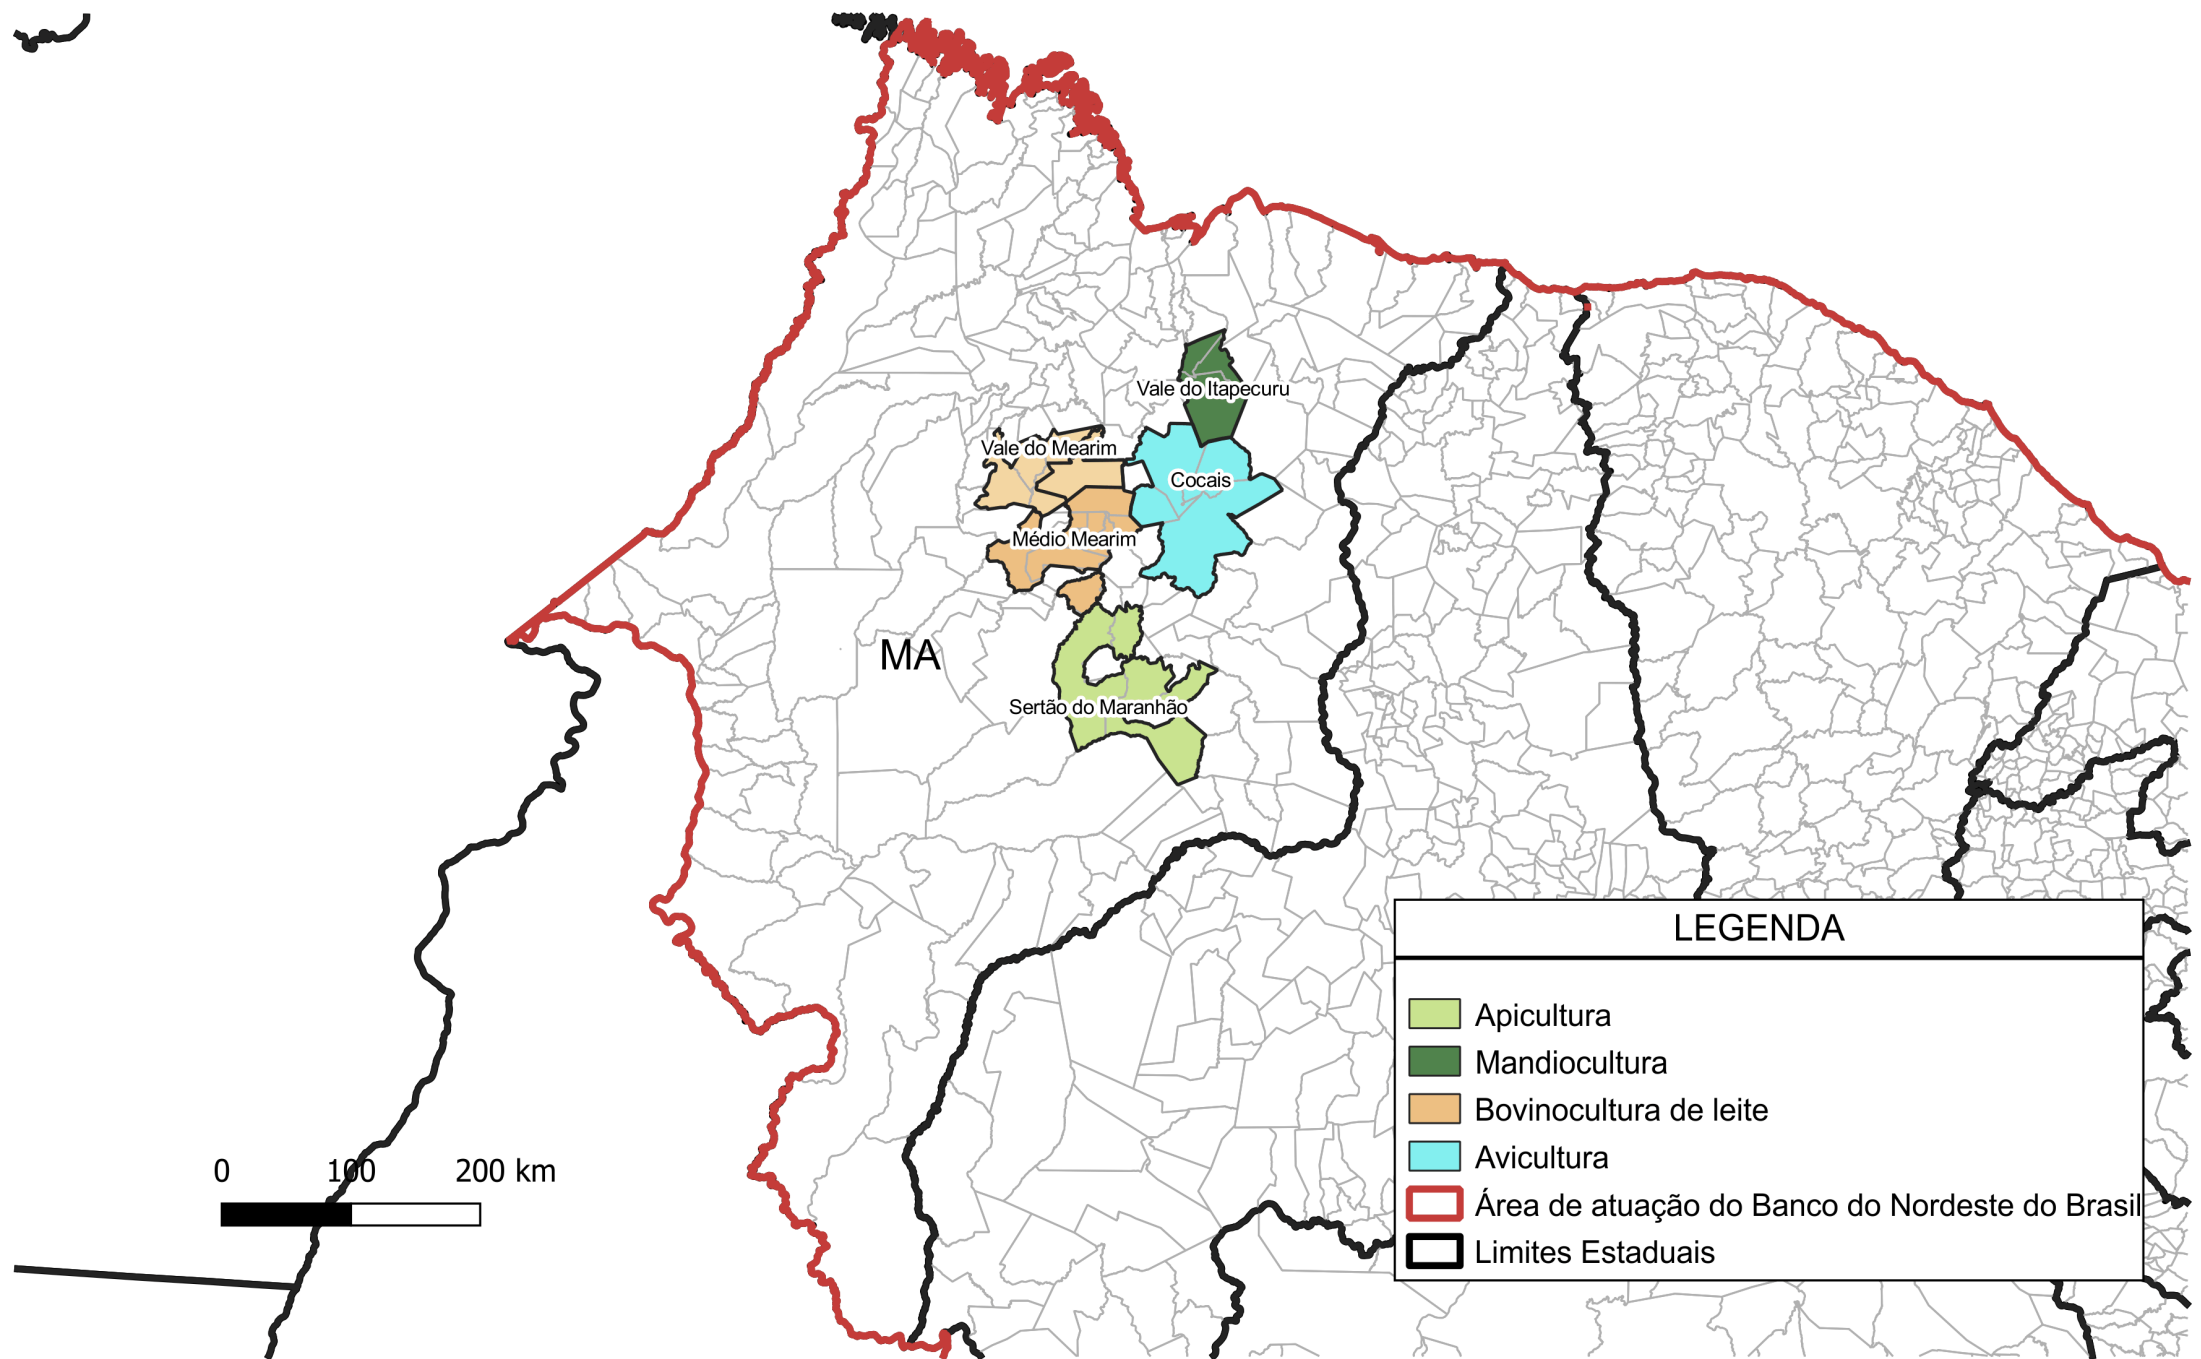 Vale do Itapecuru
Vale do Mearim
Cocais
Médio Mearim
MA
Sertão do Maranhão
LEGENDA
Apicultura
Mandiocultura
Bovinocultura de leite
Avicultura
Área de atuação do Banco do Nordeste do Brasil
Limites Estaduais
0 100 200 km